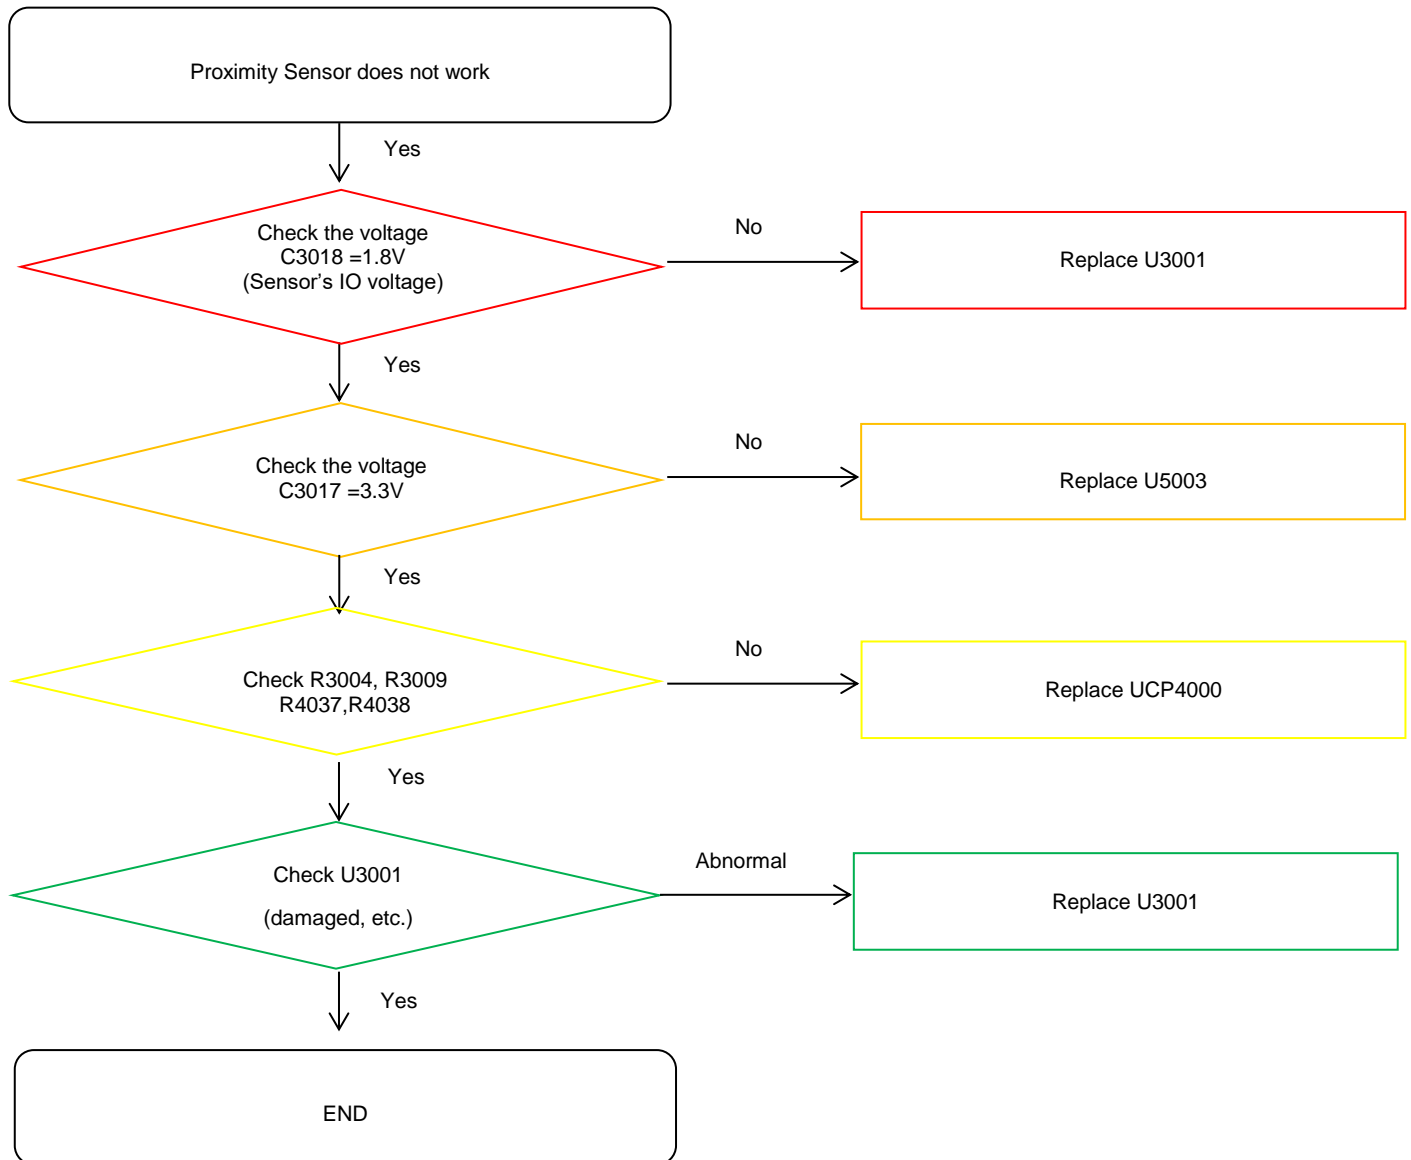 Proximity Sensor does not work
Yes
Check the voltage
C3018 =1.8V
(Sensor’s IO voltage)
No
Replace U3001
Yes
Check the voltage
C3017 =3.3V
No
Replace U5003
Yes
Check R3004, R3009
R4037,R4038
No
Replace UCP4000
Yes
Check U3001
(damaged, etc.)
Abnormal
Replace U3001
Yes
END